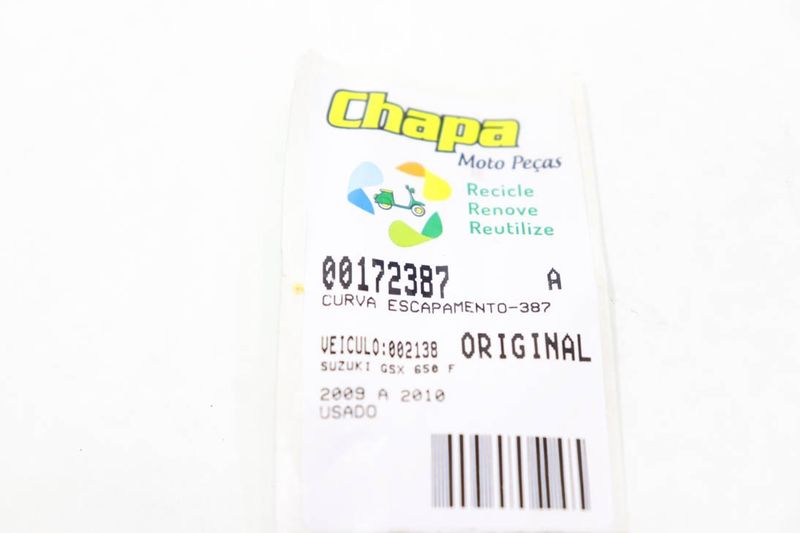 Chapa
Moto Peças
Recicle
Renove
Reutilize
00172387 A
CURVA ESCAPAMENTO-387
VEICULO:002138 ORIGINAL
SUZUKI GSX 650 F
2009 A 2010
USADO